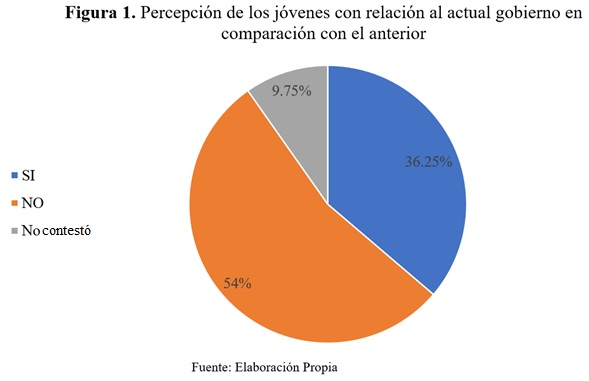 Figura 1. Percepción de los jóvenes con relación al actual gobierno en
comparación con el anterior
9.75%
36.25%
SI
NO
No contestó
54%
Fuente: Elaboración Propia